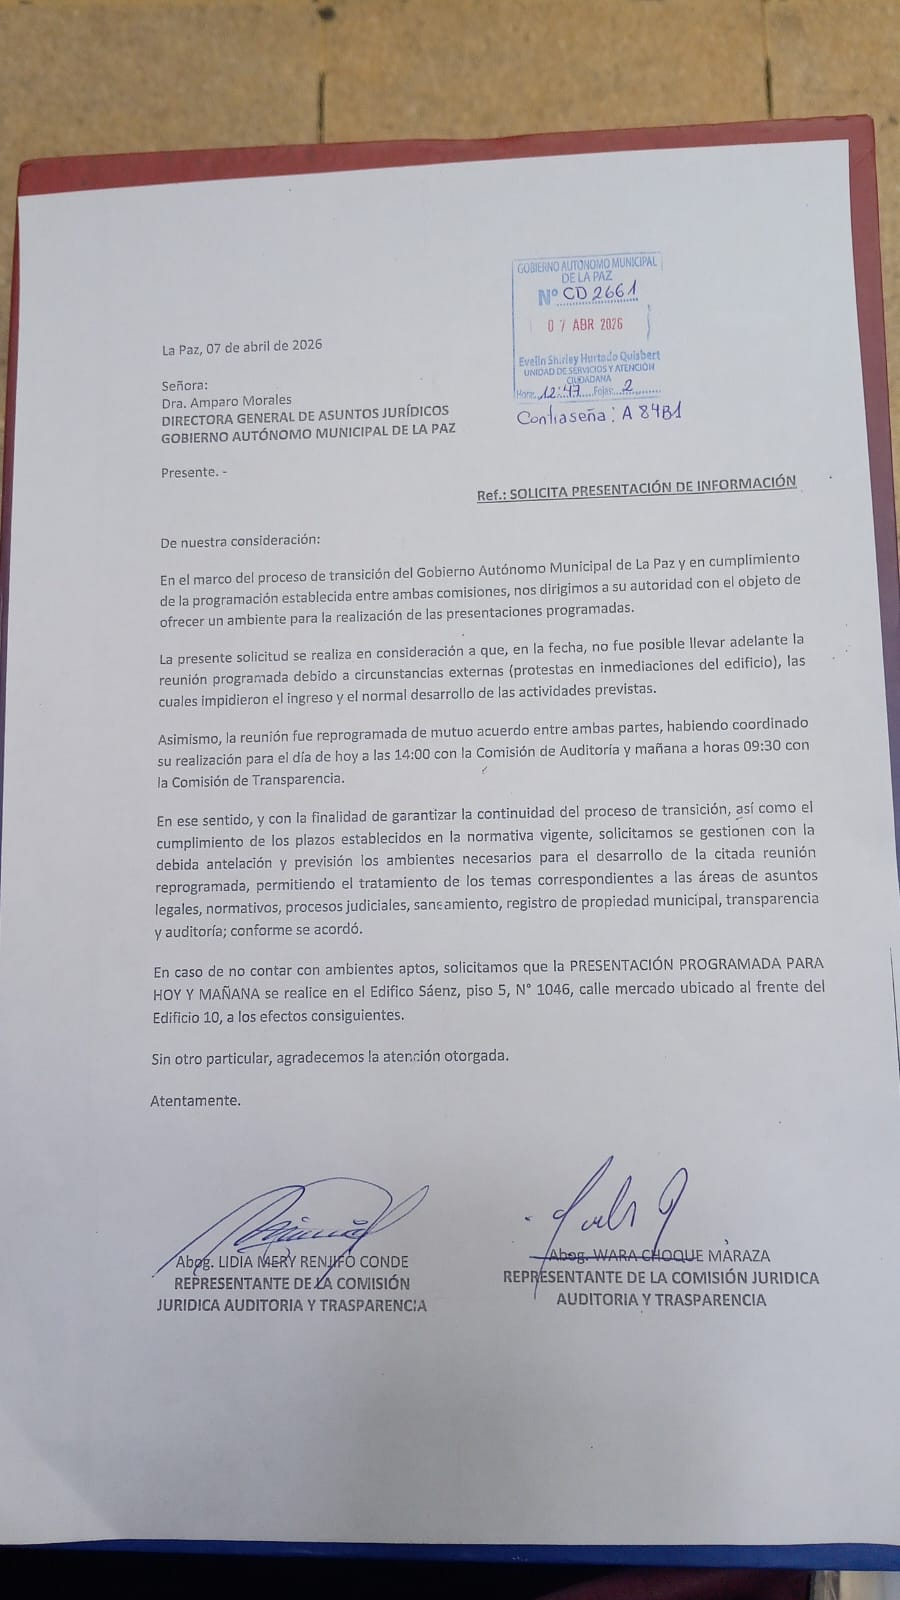 GOBIERNO AUTONOMO MUNICIPAL
DE LA PAZ
Nº CD 2661
07 ABR 2026
Evelin Shirley Hurtado Quisbert
UNIDAD DE SERVICIOS Y ATENCIÓN
CIUDADANA
Hora: 12:47 Fojas: 2
Contraseña: A 84B1
La Paz, 07 de abril de 2026
Señora:
Dra. Amparo Morales
DIRECTORA GENERAL DE ASUNTOS JURÍDICOS
GOBIERNO AUTÓNOMO MUNICIPAL DE LA PAZ
Presente. -
Ref.: SOLICITA PRESENTACIÓN DE INFORMACIÓN
De nuestra consideración:
En el marco del proceso de transición del Gobierno Autónomo Municipal de La Paz y en cumplimiento
de la programación establecida entre ambas comisiones, nos dirigimos a su autoridad con el objeto de
ofrecer un ambiente para la realización de las presentaciones programadas.
La presente solicitud se realiza en consideración a que, en la fecha, no fue posible llevar adelante la
reunión programada debido a circunstancias externas (protestas en inmediaciones del edificio), las
cuales impidieron el ingreso y el normal desarrollo de las actividades previstas.
Asimismo, la reunión fue reprogramada de mutuo acuerdo entre ambas partes, habiendo coordinado
su realización para el día de hoy a las 14:00 con la Comisión de Auditoría y mañana a horas 09:30 con
la Comisión de Transparencia.
En ese sentido, y con la finalidad de garantizar la continuidad del proceso de transición, así como el
cumplimiento de los plazos establecidos en la normativa vigente, solicitamos se gestionen con la
debida antelación y previsión los ambientes necesarios para el desarrollo de la citada reunión
reprogramada, permitiendo el tratamiento de los temas correspondientes a las áreas de asuntos
legales, normativos, procesos judiciales, saneamiento, registro de propiedad municipal, transparencia
y auditoría; conforme se acordó.
En caso de no contar con ambientes aptos, solicitamos que la PRESENTACIÓN PROGRAMADA PARA
HOY Y MAÑANA se realice en el Edifico Sáenz, piso 5, N° 1046, calle mercado ubicado al frente del
Edificio 10, a los efectos consiguientes.
Sin otro particular, agradecemos la atención otorgada.
Atentamente.
Abog. LIDIA MERY RENJIFO CONDE
REPRESENTANTE DE LA COMISIÓN
JURIDICA AUDITORIA Y TRASPARENCIA
Abog. WARA CHOQUE MARAZA
REPRESENTANTE DE LA COMISIÓN JURIDICA
AUDITORIA Y TRASPARENCIA